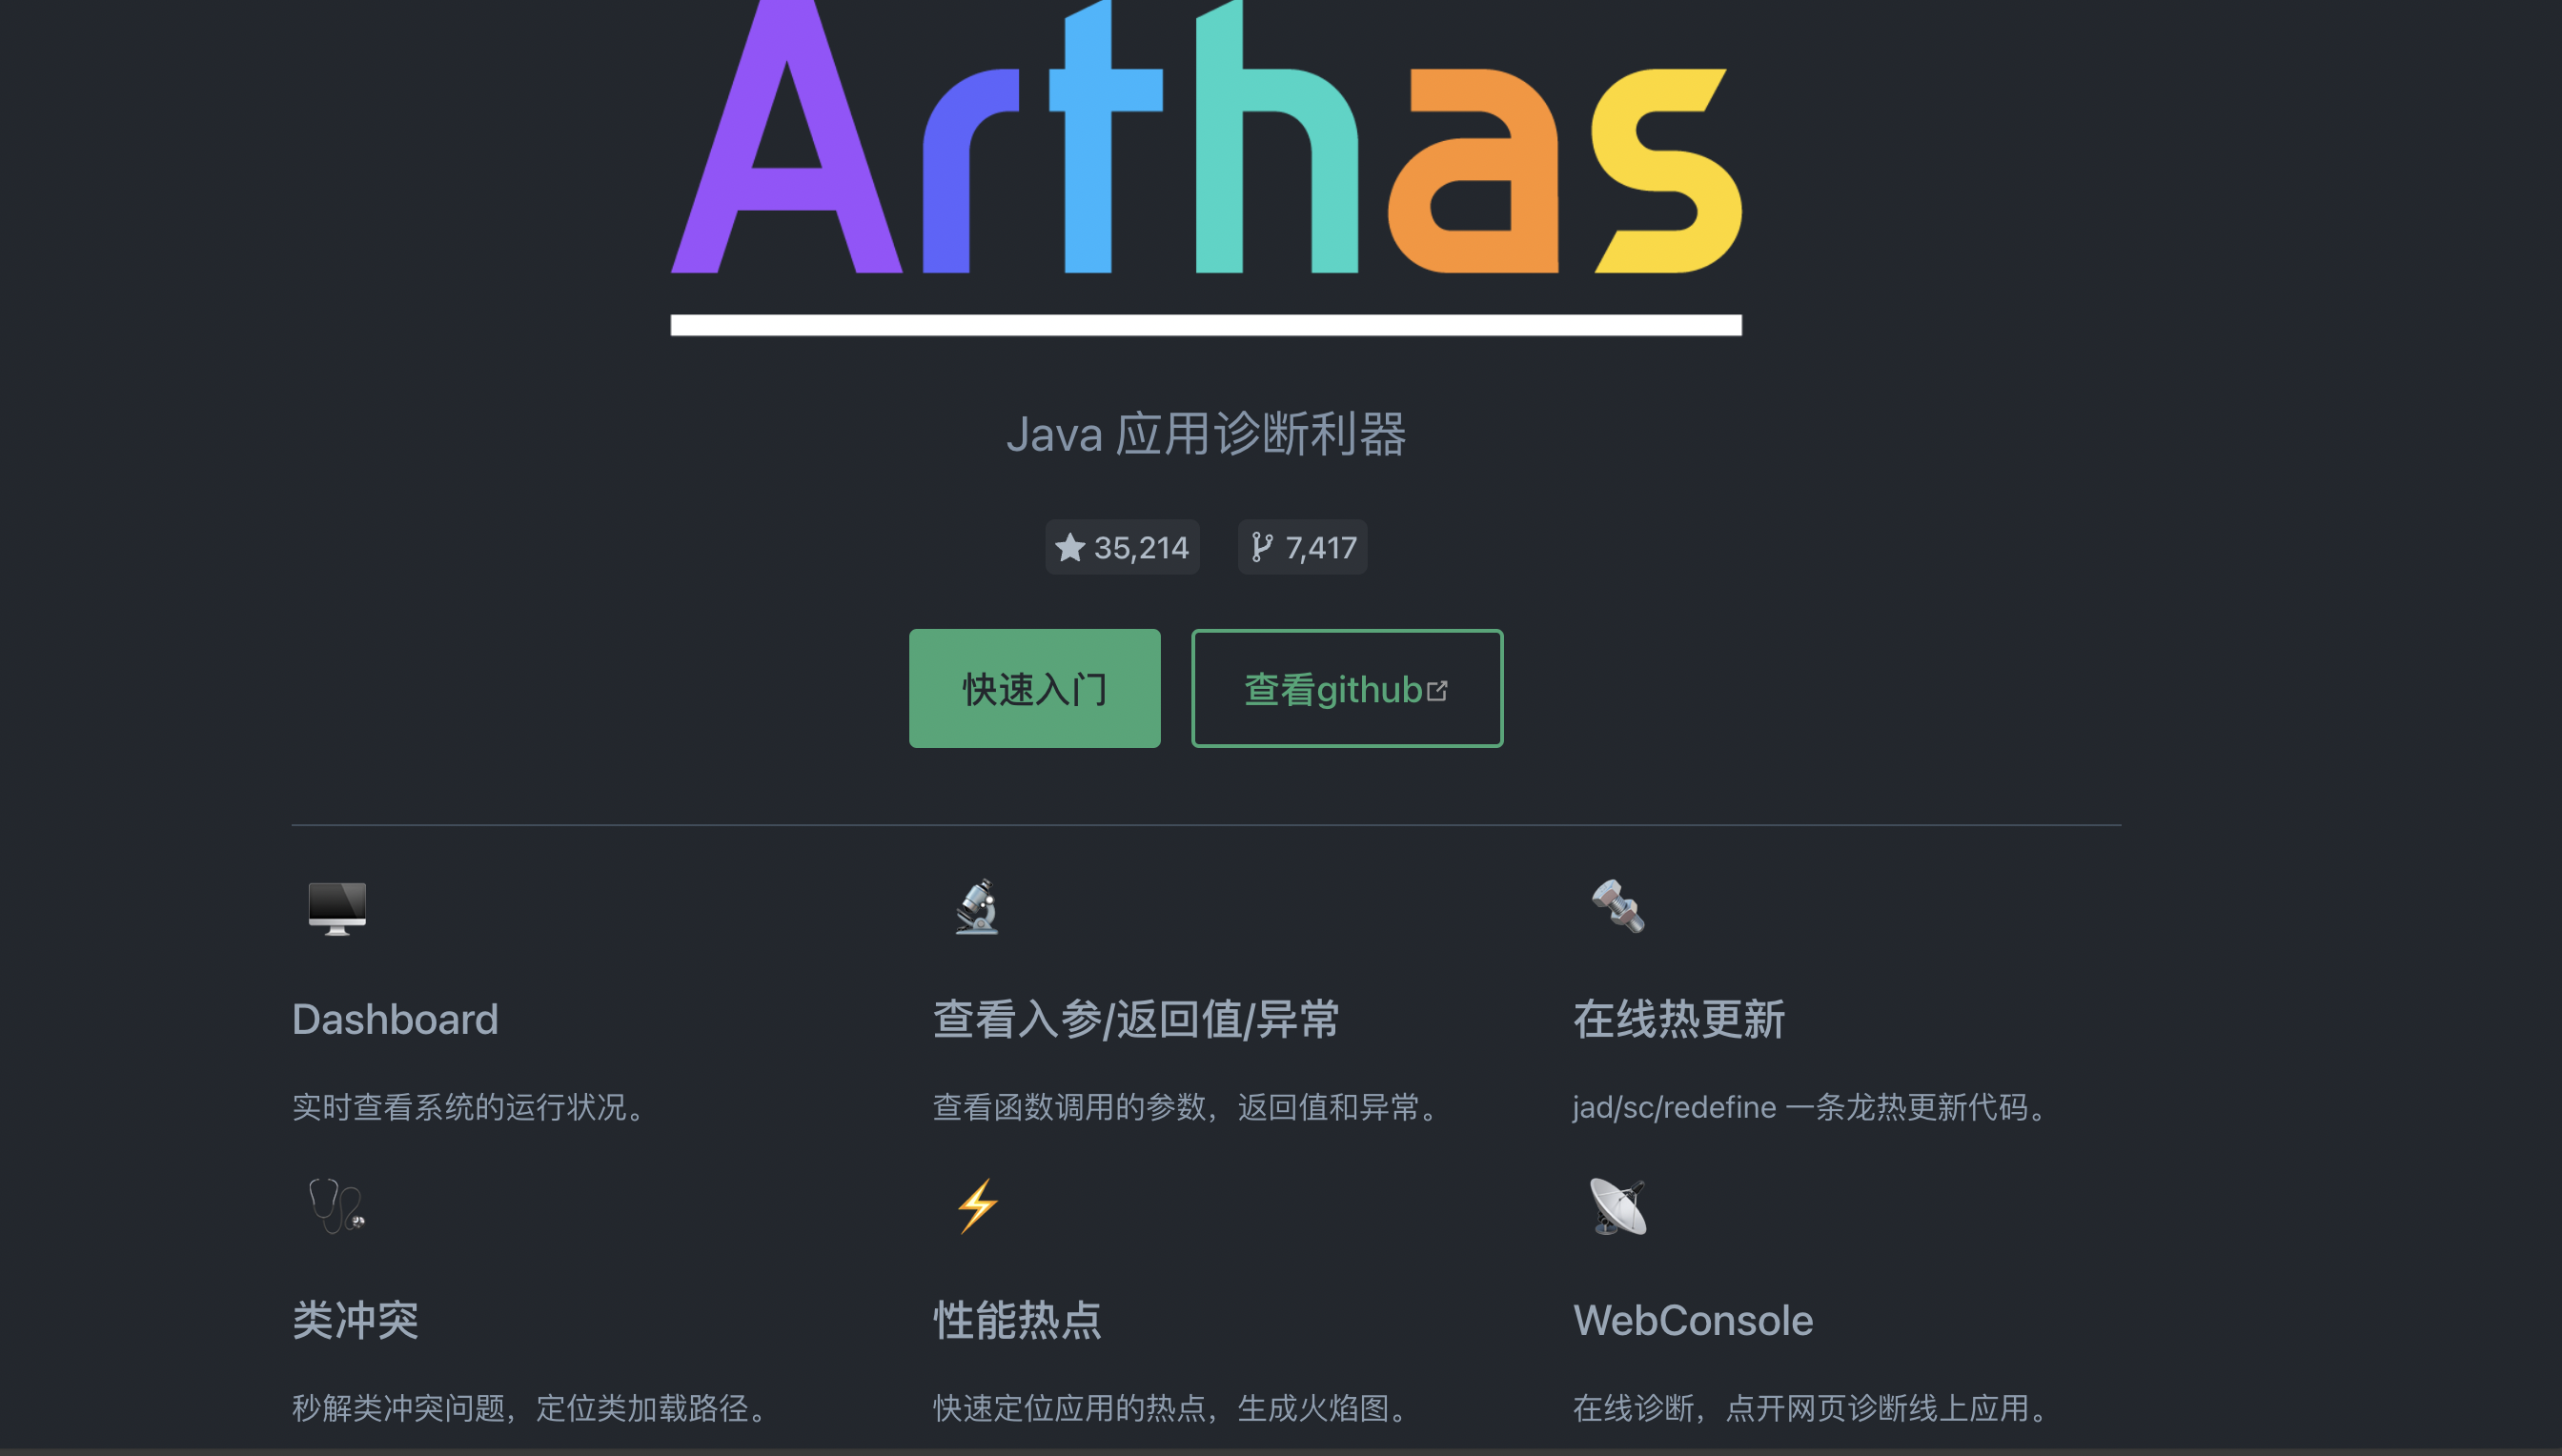 Arthas
Java 应用诊断利器
35,214 7,417
快速入门 查看github
Dashboard 查看入参/返回值/异常 在线热更新
实时查看系统的运行状况。 查看函数调用的参数，返回值和异常。 jad/sc/redefine 一条龙热更新代码。
类冲突 性能热点 WebConsole
秒解类冲突问题，定位类加载路径。 快速定位应用的热点，生成火焰图。 在线诊断，点开网页诊断线上应用。